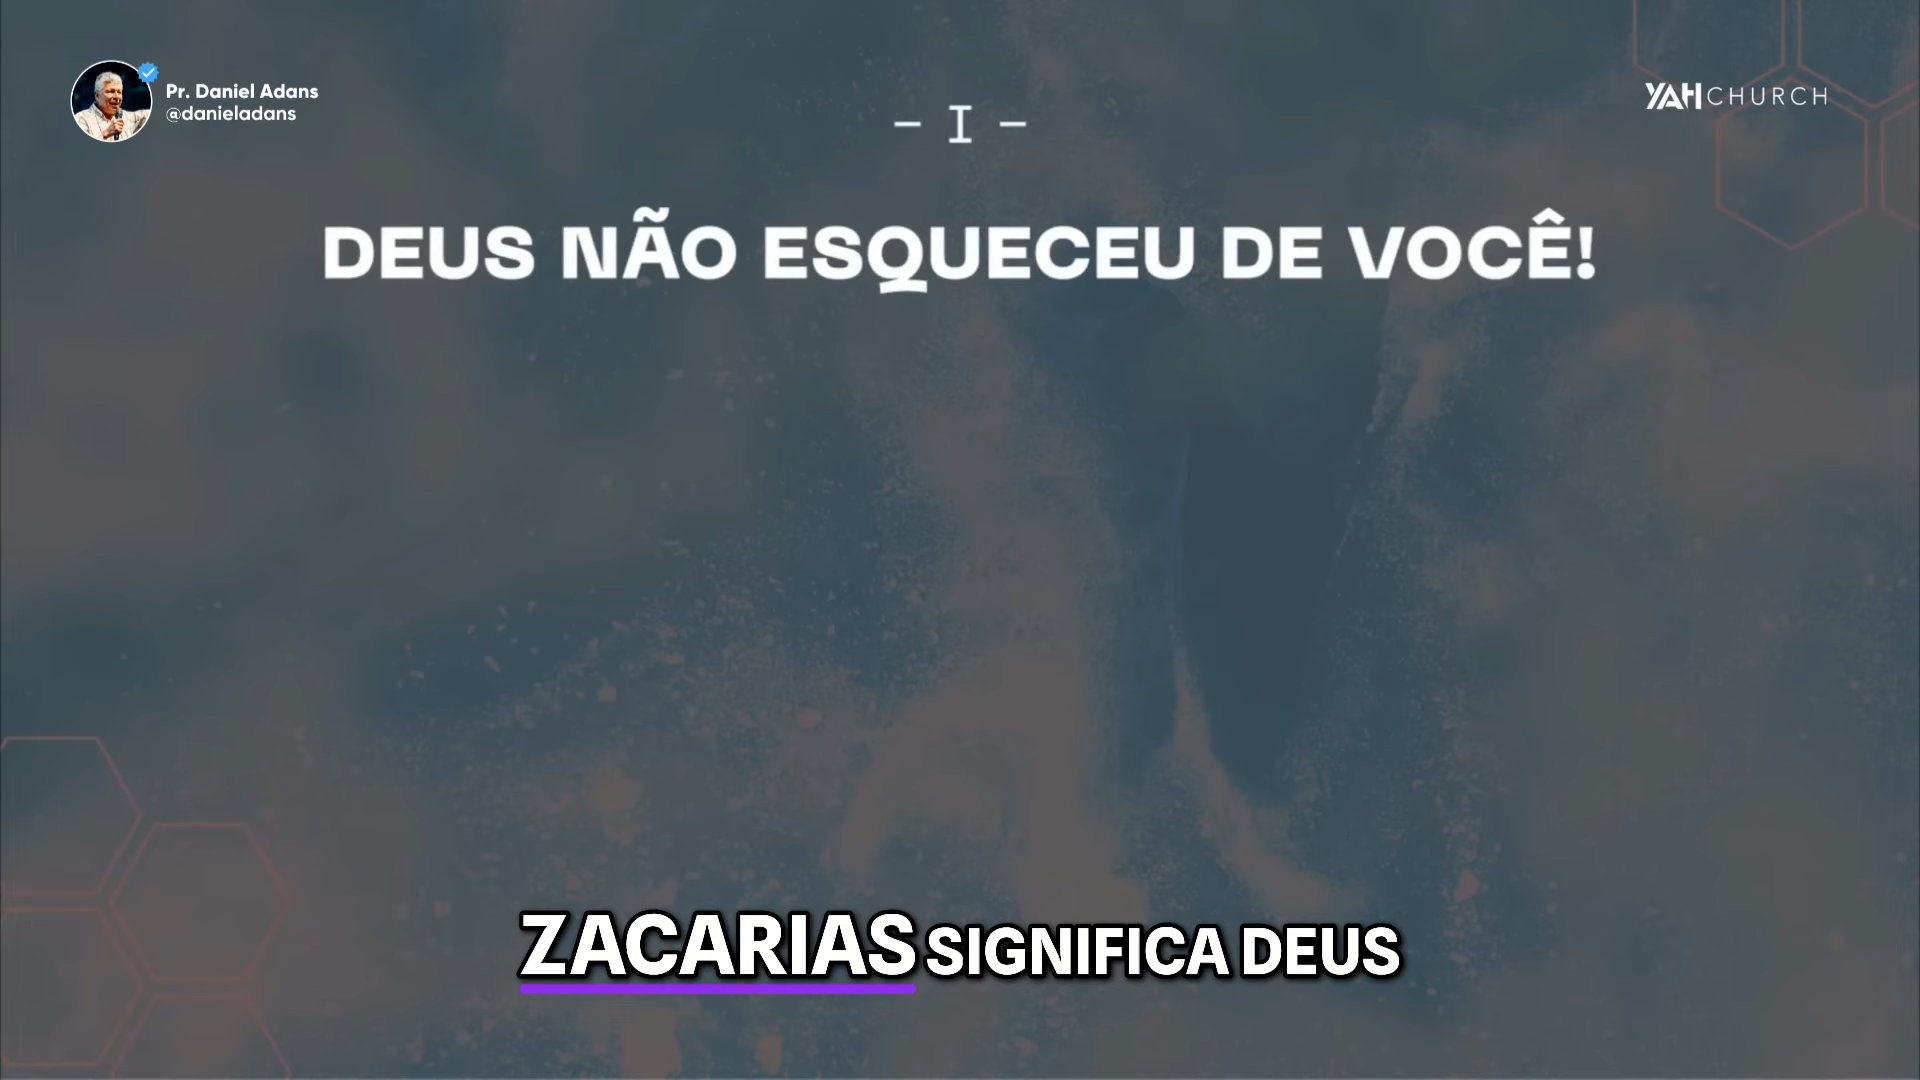 Pr. Daniel Adans
@danieladans
YAH CHURCH
- I -
DEUS NÃO ESQUECEU DE VOCÊ!
ZACARIAS SIGNIFICA DEUS